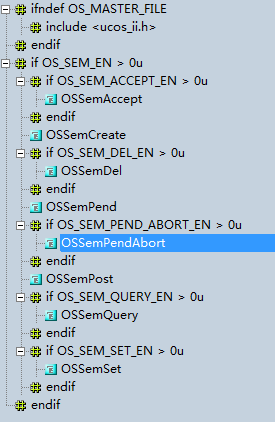 ifndef OS_MASTER_FILE
include <ucos_ii.h>
endif
if OS_SEM_EN > 0u
if OS_SEM_ACCEPT_EN > 0u
OSSemAccept
endif
OSSemCreate
if OS_SEM_DEL_EN > 0u
OSSemDel
endif
OSSemPend
if OS_SEM_PEND_ABORT_EN > 0u
OSSemPendAbort
endif
OSSemPost
if OS_SEM_QUERY_EN > 0u
OSSemQuery
endif
if OS_SEM_SET_EN > 0u
OSSemSet
endif
endif